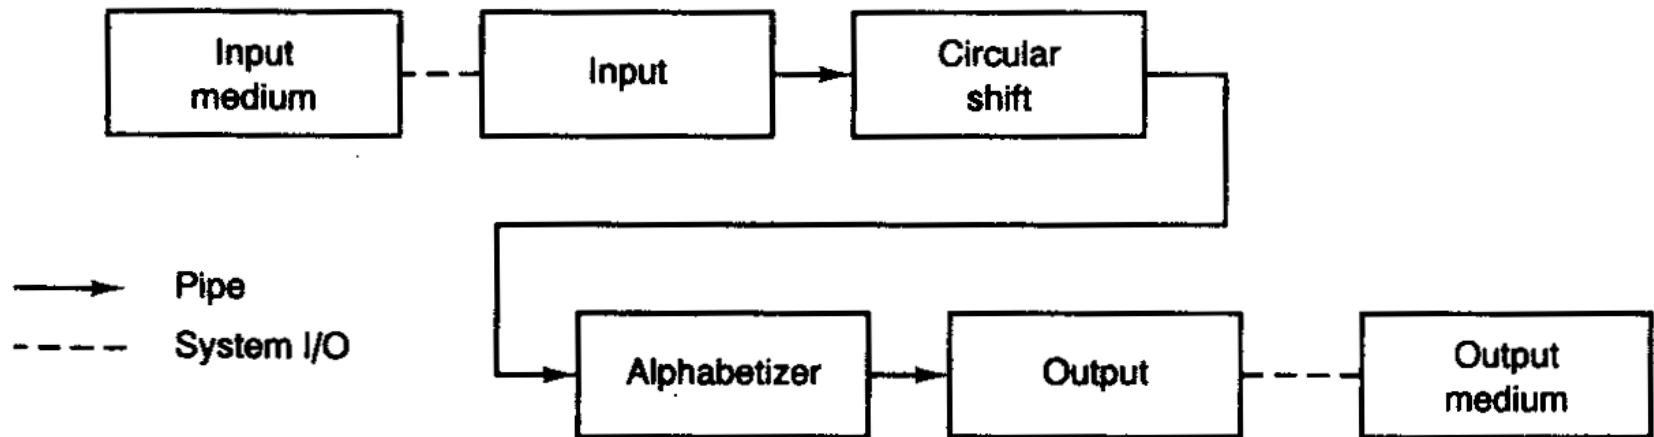 Input
medium
Input
Circular
shift
Pipe
System I/O
Alphabetizer
Output
Output
medium